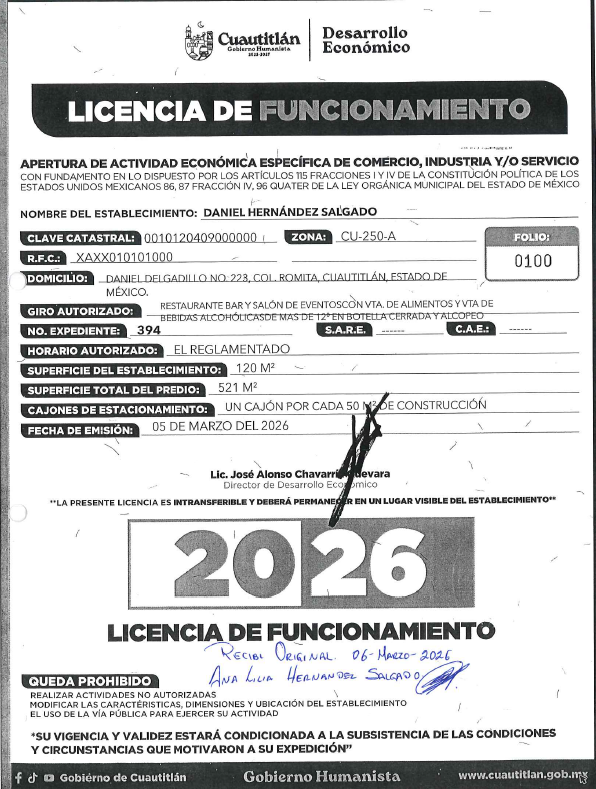 Cuautitlán
Gobierno Humanista
2025-2027
Desarrollo
Económico
LICENCIA DE FUNCIONAMIENTO
APERTURA DE ACTIVIDAD ECONÓMICA ESPECÍFICA DE COMERCIO, INDUSTRIA Y/O SERVICIO
CON FUNDAMENTO EN LO DISPUESTO POR LOS ARTÍCULOS 115 FRACCIONES I Y IV DE LA CONSTITUCIÓN POLÍTICA DE LOS
ESTADOS UNIDOS MEXICANOS 86, 87 FRACCIÓN IV, 96 QUATER DE LA LEY ORGÁNICA MUNICIPAL DEL ESTADO DE MÉXICO
NOMBRE DEL ESTABLECIMIENTO: DANIEL HERNÁNDEZ SALGADO
CLAVE CATASTRAL: 0010120409000000 ZONA: CU-250-A
FOLIO:
0100
R.F.C.: XAXX010101000
DOMICILIO: DANIEL DELGADILLO NO. 223, COL. ROMITA, CUAUTITLÁN, ESTADO DE
MÉXICO.
GIRO AUTORIZADO: RESTAURANTE BAR Y SALÓN DE EVENTOSCON VTA. DE ALIMENTOS Y VTA DE
BEBIDAS ALCOHÓLICASDE MAS DE 12° EN BOTELLA CERRADA Y ALCOPEO
NO. EXPEDIENTE: 394 S.A.R.E. ------ C.A.E.: ------
HORARIO AUTORIZADO: EL REGLAMENTADO
SUPERFICIE DEL ESTABLECIMIENTO: 120 M²
SUPERFICIE TOTAL DEL PREDIO: 521 M²
CAJONES DE ESTACIONAMIENTO: UN CAJÓN POR CADA 50 M² DE CONSTRUCCIÓN
FECHA DE EMISIÓN: 05 DE MARZO DEL 2026
Lic. José Alonso Chavarría Guevara
Director de Desarrollo Económico
**LA PRESENTE LICENCIA ES INTRANSFERIBLE Y DEBERÁ PERMANECER EN UN LUGAR VISIBLE DEL ESTABLECIMIENTO**
2026
LICENCIA DE FUNCIONAMIENTO
RECIBI ORIGINAL 06-MARZO-2026
ANA LILIA HERNANDEZ SALGADO
QUEDA PROHIBIDO
REALIZAR ACTIVIDADES NO AUTORIZADAS
MODIFICAR LAS CARACTERÍSTICAS, DIMENSIONES Y UBICACIÓN DEL ESTABLECIMIENTO
EL USO DE LA VÍA PÚBLICA PARA EJERCER SU ACTIVIDAD
"SU VIGENCIA Y VALIDEZ ESTARÁ CONDICIONADA A LA SUBSISTENCIA DE LAS CONDICIONES
Y CIRCUNSTANCIAS QUE MOTIVARON A SU EXPEDICIÓN"
Gobierno de Cuautitlán Gobierno Humanista www.cuautitlan.gob.mx